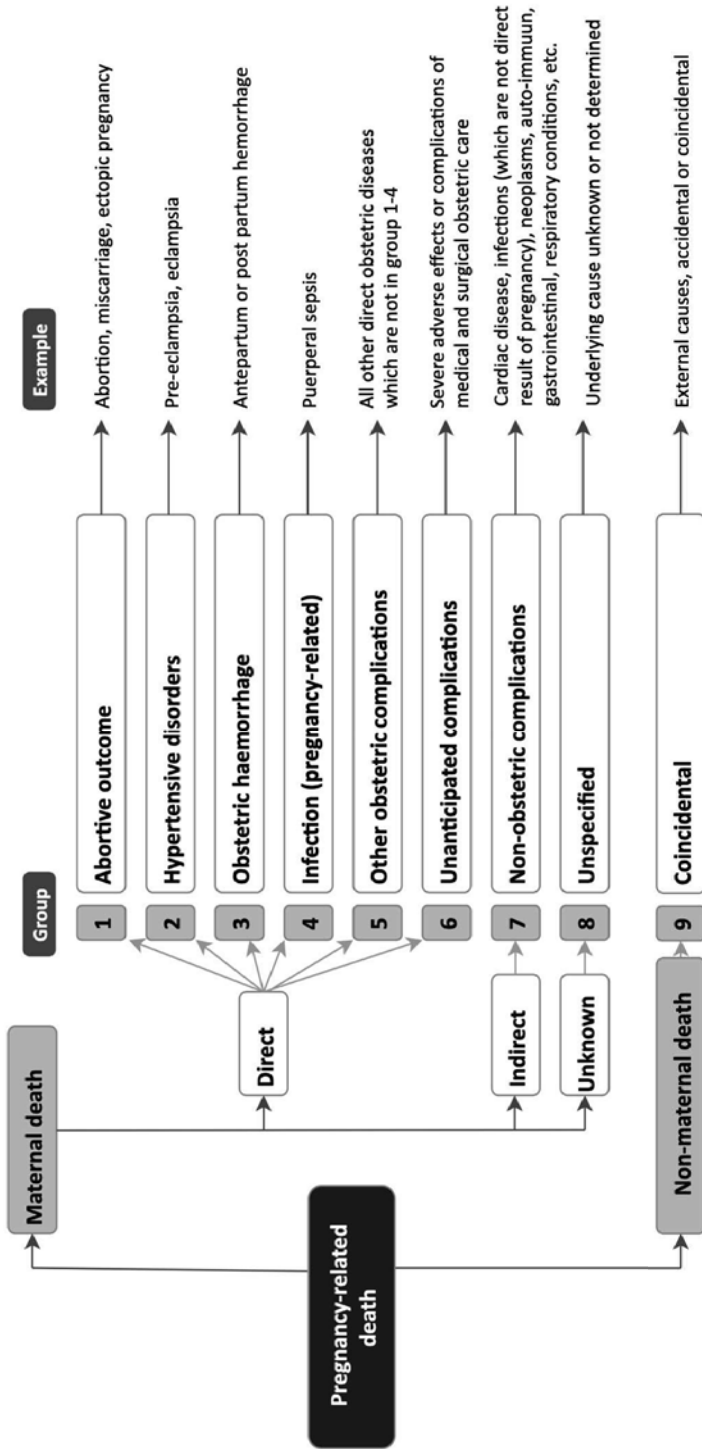 Group
Example
Maternal death
Pregnancy-related
death
Direct
Indirect
Unknown
Non-maternal death
1
Abortive outcome
Abortion, miscarriage, ectopic pregnancy
2
Hypertensive disorders
Pre-eclampsia, eclampsia
3
Obstetric haemorrhage
Antepartum or post partum hemorrhage
4
Infection (pregnancy-related)
Puerperal sepsis
5
Other obstetric complications
All other direct obstetric diseases
which are not in group 1-4
6
Unanticipated complications
Severe adverse effects or complications of
medical and surgical obstetric care
7
Non-obstetric complications
Cardiac disease, infections (which are not direct
result of pregnancy), neoplasms, auto-immuun,
gastrointestinal, respiratory conditions, etc.
8
Unspecified
Underlying cause unknown or not determined
9
Coincidental
External causes, accidental or coincidental